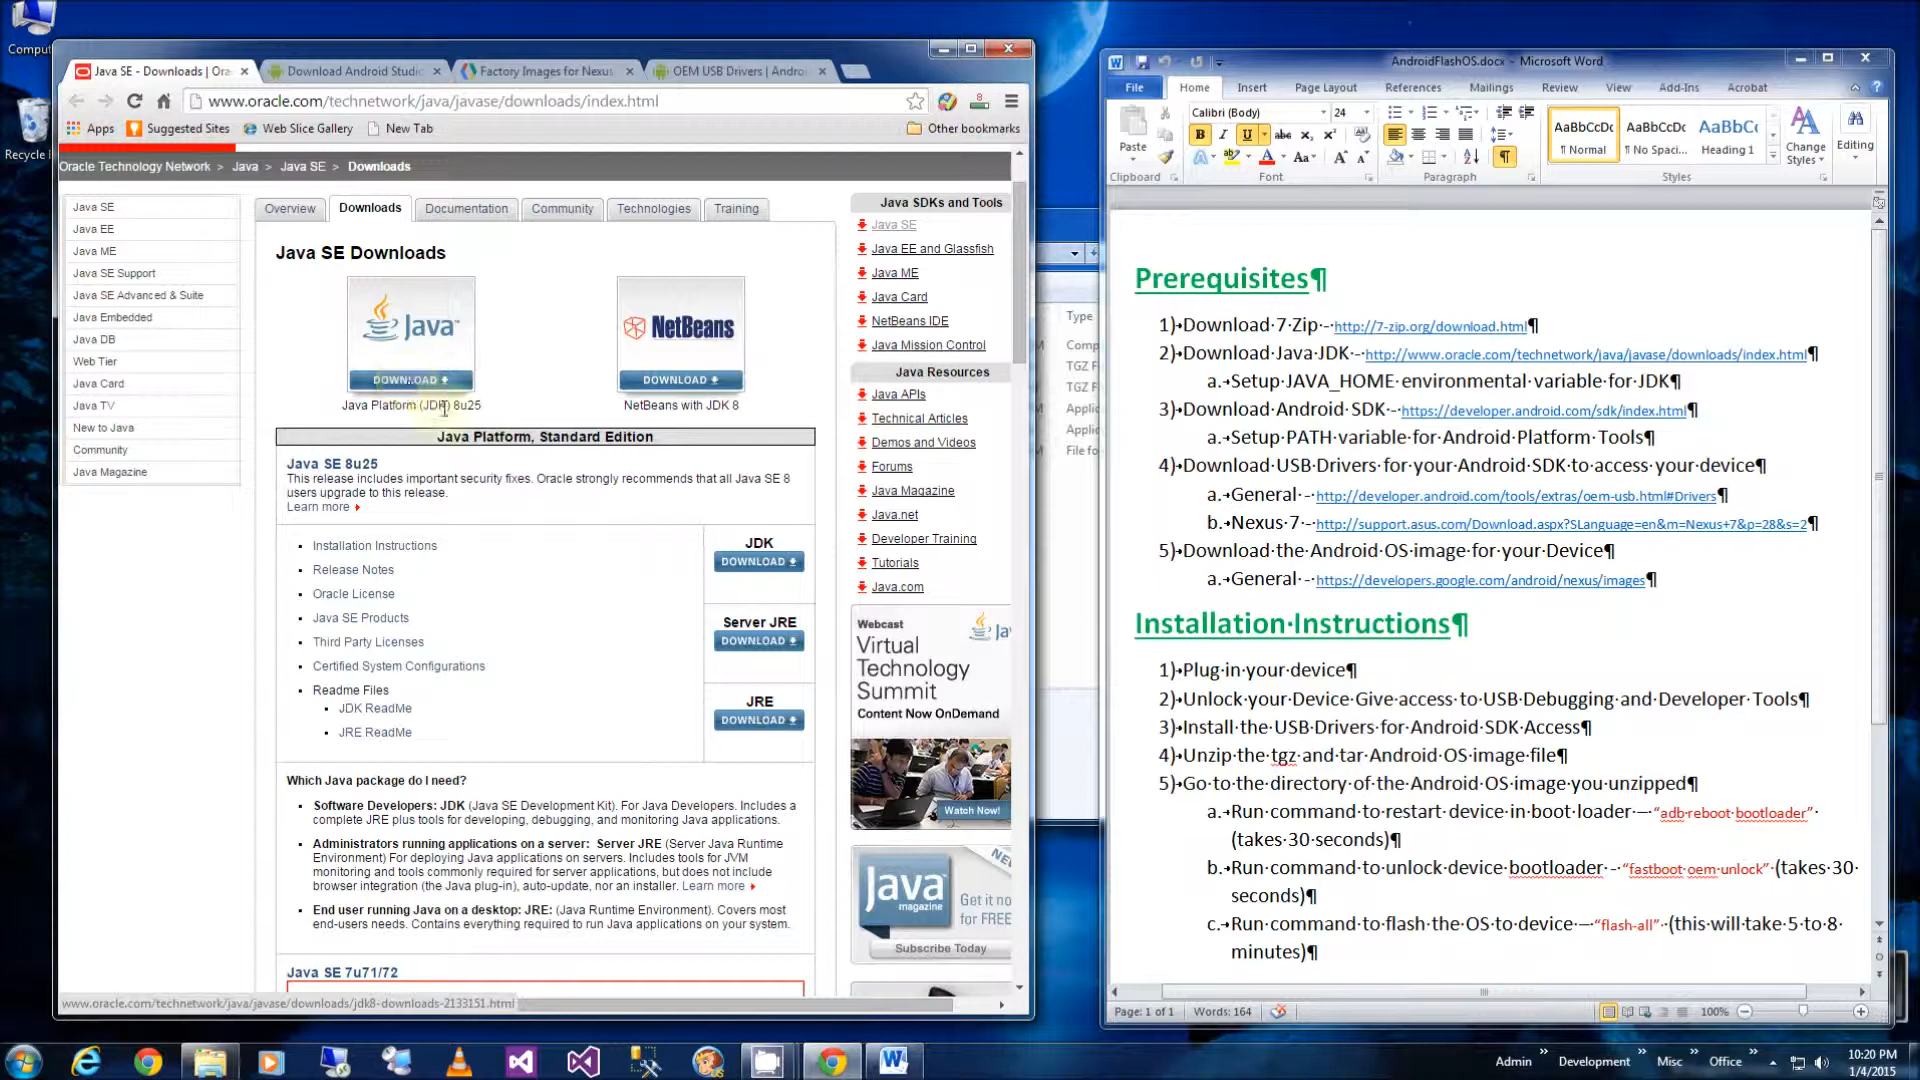 Comput
Recycle
Java SE - Downloads | Ora
Download Android Studio
Factory Images for Nexus
OEM USB Drivers | Andro
www.oracle.com/technetwork/java/javase/downloads/index.html
Apps
Suggested Sites
Web Slice Gallery
New Tab
Other bookmarks
Oracle Technology Network > Java > Java SE > Downloads
Java SE
Java EE
Java ME
Java SE Support
Java SE Advanced & Suite
Java Embedded
Java DB
Web Tier
Java Card
Java TV
New to Java
Community
Java Magazine
Overview
Downloads
Documentation
Community
Technologies
Training
Java SE Downloads
Java™
DOWNLOAD
Java Platform (JDK) 8u25
NetBeans
DOWNLOAD
NetBeans with JDK 8
Java Platform, Standard Edition
Java SE 8u25
This release includes important security fixes. Oracle strongly recommends that all Java SE 8
users upgrade to this release.
Learn more
Installation Instructions
Release Notes
Oracle License
Java SE Products
Third Party Licenses
Certified System Configurations
Readme Files
JDK ReadMe
JRE ReadMe
JDK
DOWNLOAD
Server JRE
DOWNLOAD
JRE
DOWNLOAD
Which Java package do I need?
Software Developers: JDK (Java SE Development Kit). For Java Developers. Includes a
complete JRE plus tools for developing, debugging, and monitoring Java applications.
Administrators running applications on a server: Server JRE (Server Java Runtime
Environment) For deploying Java applications on servers. Includes tools for JVM
monitoring and tools commonly required for server applications, but does not include
browser integration (the Java plug-in), auto-update, nor an installer. Learn more
End user running Java on a desktop: JRE: (Java Runtime Environment). Covers most
end-users needs. Contains everything required to run Java applications on your system.
Java SE 7u71/72
Java SDKs and Tools
Java SE
Java EE and Glassfish
Java ME
Java Card
NetBeans IDE
Java Mission Control
Java Resources
Java APIs
Technical Articles
Demos and Videos
Forums
Java Magazine
Java.net
Developer Training
Tutorials
Java.com
Webcast
Virtual
Technology
Summit
Content Now OnDemand
Watch Now!
NEW
Java
magazine
Get it no
for FREE
Subscribe Today
www.oracle.com/technetwork/java/javase/downloads/jdk8-downloads-2133151.html
Type
Comp
TGZ F
TGZ F
Applic
Applic
File fo
AndroidFlashOS.docx - Microsoft Word
File
Home
Insert
Page Layout
References
Mailings
Review
View
Add-Ins
Acrobat
Paste
Calibri (Body)
24
AaBbCcDc
¶ Normal
AaBbCcDc
¶ No Spaci...
AaBbC
Heading 1
Change
Styles
Editing
Clipboard
Font
Paragraph
Styles
Prerequisites¶
1) Download·7·Zip·-·http://7-zip.org/download.html¶
2) Download·Java·JDK·-·http://www.oracle.com/technetwork/java/javase/downloads/index.html¶
a. Setup·JAVA_HOME·environmental·variable·for·JDK¶
3) Download·Android·SDK·-·https://developer.android.com/sdk/index.html¶
a. Setup·PATH·variable·for·Android·Platform·Tools¶
4) Download·USB·Drivers·for·your·Android·SDK·to·access·your·device¶
a. General·-·http://developer.android.com/tools/extras/oem-usb.html#Drivers¶
b. Nexus·7·-·http://support.asus.com/Download.aspx?SLanguage=en&m=Nexus+7&p=28&s=2¶
5) Download·the·Android·OS·image·for·your·Device¶
a. General·-·https://developers.google.com/android/nexus/images¶
Installation·Instructions¶
1) Plug·in·your·device¶
2) Unlock·your·Device·Give·access·to·USB·Debugging·and·Developer·Tools¶
3) Install·the·USB·Drivers·for·Android·SDK·Access¶
4) Unzip·the·tgz·and·tar·Android·OS·image·file¶
5) Go·to·the·directory·of·the·Android·OS·image·you·unzipped¶
a. Run·command·to·restart·device·in·boot·loader·–·“adb·reboot·bootloader”·
(takes·30·seconds)¶
b. Run·command·to·unlock·device·bootloader·-·“fastboot·oem·unlock”·(takes·30·
seconds)¶
c. Run·command·to·flash·the·OS·to·device·–·“flash-all”·(this·will·take·5·to·8·
minutes)¶
Page: 1 of 1
Words: 164
100%
Admin
Development
Misc
Office
10:20 PM
1/4/2015